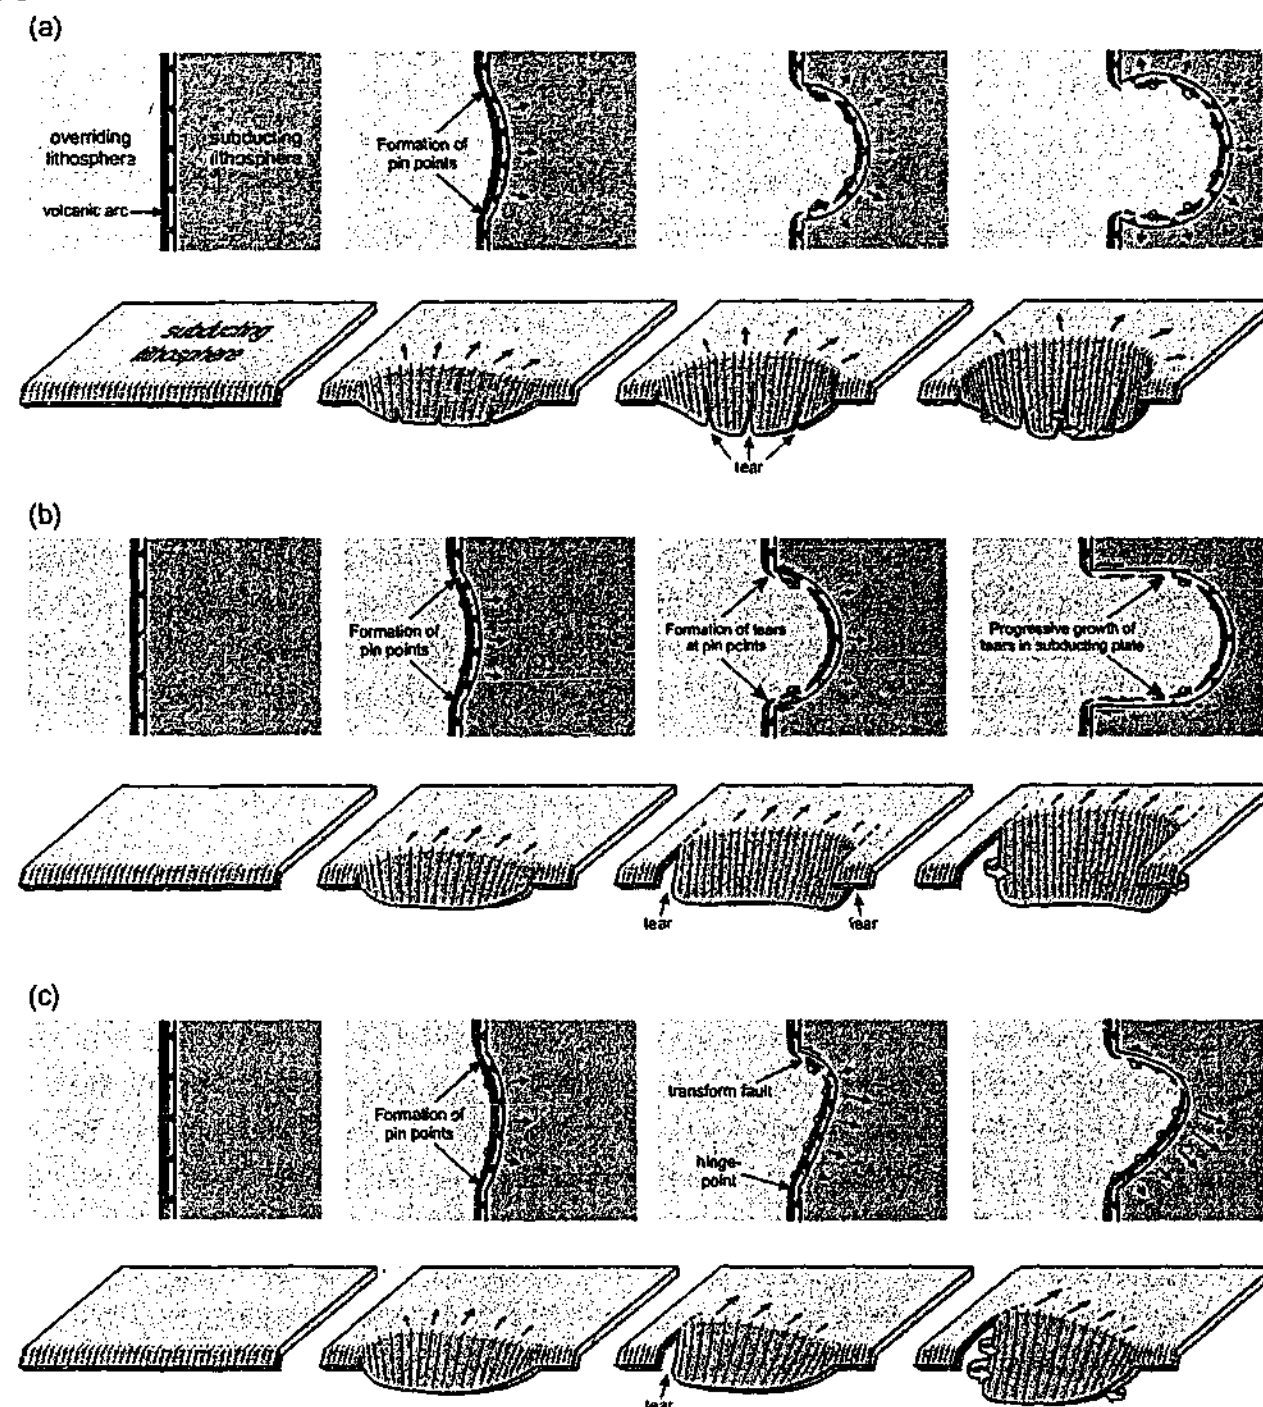 (a)
overriding
lithosphere
subducting
lithosphere
volcanic arc
Formation of
pin points
subducting
lithosphere
tear
(b)
Formation of
pin points
Formation of tears
at pin points
Progressive growth of
tears in subducting plate
tear
tear
(c)
Formation of
pin points
transform fault
hinge-
point
tear